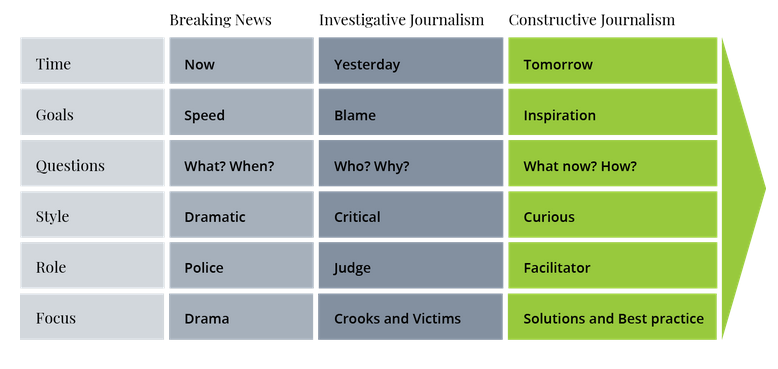 Breaking News Investigative Journalism Constructive Journalism
Time Now Yesterday Tomorrow
Goals Speed Blame Inspiration
Questions What? When? Who? Why? What now? How?
Style Dramatic Critical Curious
Role Police Judge Facilitator
Focus Drama Crooks and Victims Solutions and Best practice